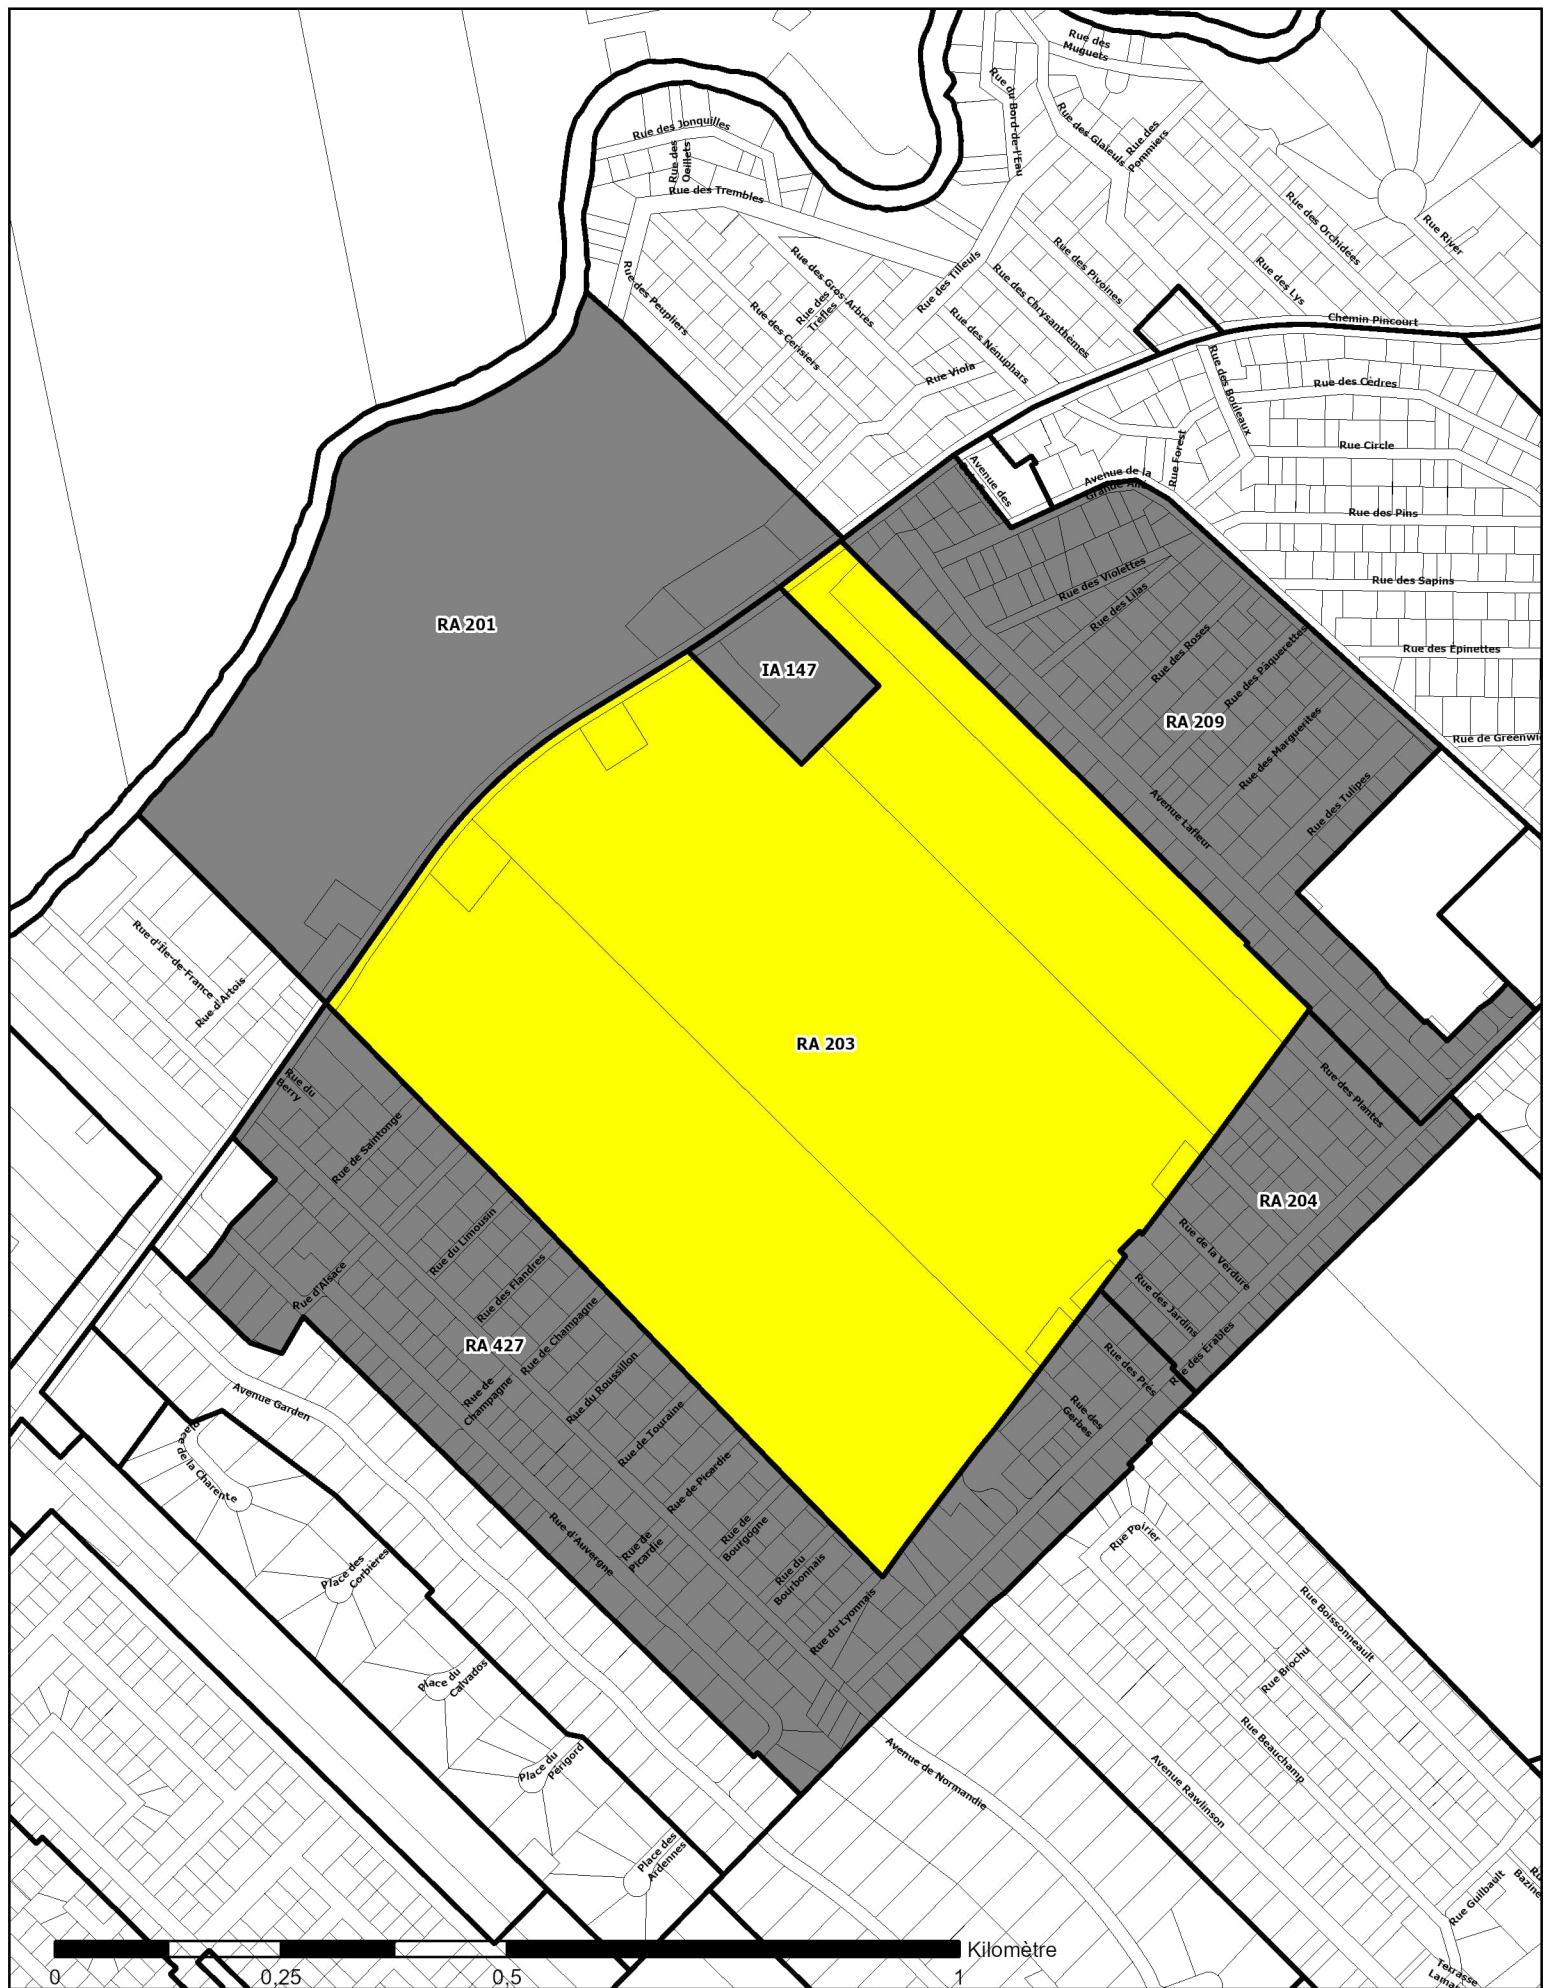 Rue des
Muguets
Rue du Bord-de-l'Eau
Rue des Glaïeuls
Rue des
Pommiers
Rue des Jonquilles
Rue des
Oeillets
Rue des Trembles
Rue des Orchidées
Rue River
Rue des Lys
Rue des Pivoines
Rue des Chrysanthèmes
Rue des Tilleuls
Rue des Gros-Arbres
Rue des
Trèfles
Rue des Cerisiers
Rue des Peupliers
Rue des Nénuphars
Rue Viola
Chemin Pincourt
Rue des Bouleaux
Rue des Cèdres
Rue Circle
Rue Forest
Avenue de la
Avenue des
Rue des Pins
Rue des Sapins
Rue des Épinettes
Rue de Greenwi
Rue des Violettes
Rue des Lilas
Rue des Roses
Rue des Pâquerettes
Rue des Marguerites
Rue des Tulipes
Avenue Lafleur
RA 201
IA 147
RA 209
RA 203
RA 204
RA 427
Rue d'Île-de-France
Rue d'Artois
Rue du
Berry
Rue de Saintonge
Rue du Limousin
Rue des Flandres
Rue d'Alsace
Rue de Champagne
Rue de
Champagne
Rue du Roussillon
Rue de Touraine
Rue de Picardie
Rue de
Picardie
Rue de
Bourgogne
Rue du
Bourbonnais
Rue du Lyonnais
Rue d'Auvergne
Rue des Plantes
Rue de la Verdure
Rue des Jardins
Rue des Érables
Rue des Prés
Rue des
Gerbes
Avenue Garden
Place
de la Charente
Place des
Corbières
Place du
Calvados
Place du
Périgord
Place des
Ardennes
Avenue de Normandie
Rue Poirier
Rue Boissonneault
Rue Brochu
Rue Beauchamp
Avenue Rawlinson
Rue Guilbault
Ru
Bazine
Terrasse
Lama
Kilomètre
0
0,25
0,5
1